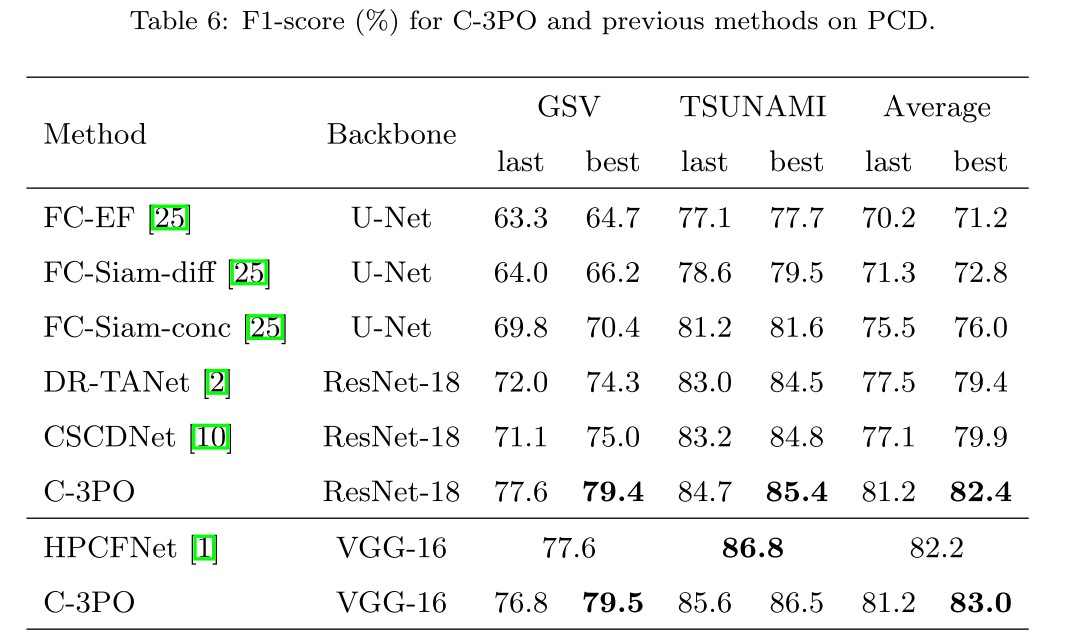 Table 6: F1-score (%) for C-3PO and previous methods on PCD.
Method Backbone GSV TSUNAMI Average
last best last best last best
FC-EF [25] U-Net 63.3 64.7 77.1 77.7 70.2 71.2
FC-Siam-diff [25] U-Net 64.0 66.2 78.6 79.5 71.3 72.8
FC-Siam-conc [25] U-Net 69.8 70.4 81.2 81.6 75.5 76.0
DR-TANet [2] ResNet-18 72.0 74.3 83.0 84.5 77.5 79.4
CSCDNet [10] ResNet-18 71.1 75.0 83.2 84.8 77.1 79.9
C-3PO ResNet-18 77.6 79.4 84.7 85.4 81.2 82.4
HPCFNet [1] VGG-16 77.6 86.8 82.2
C-3PO VGG-16 76.8 79.5 85.6 86.5 81.2 83.0